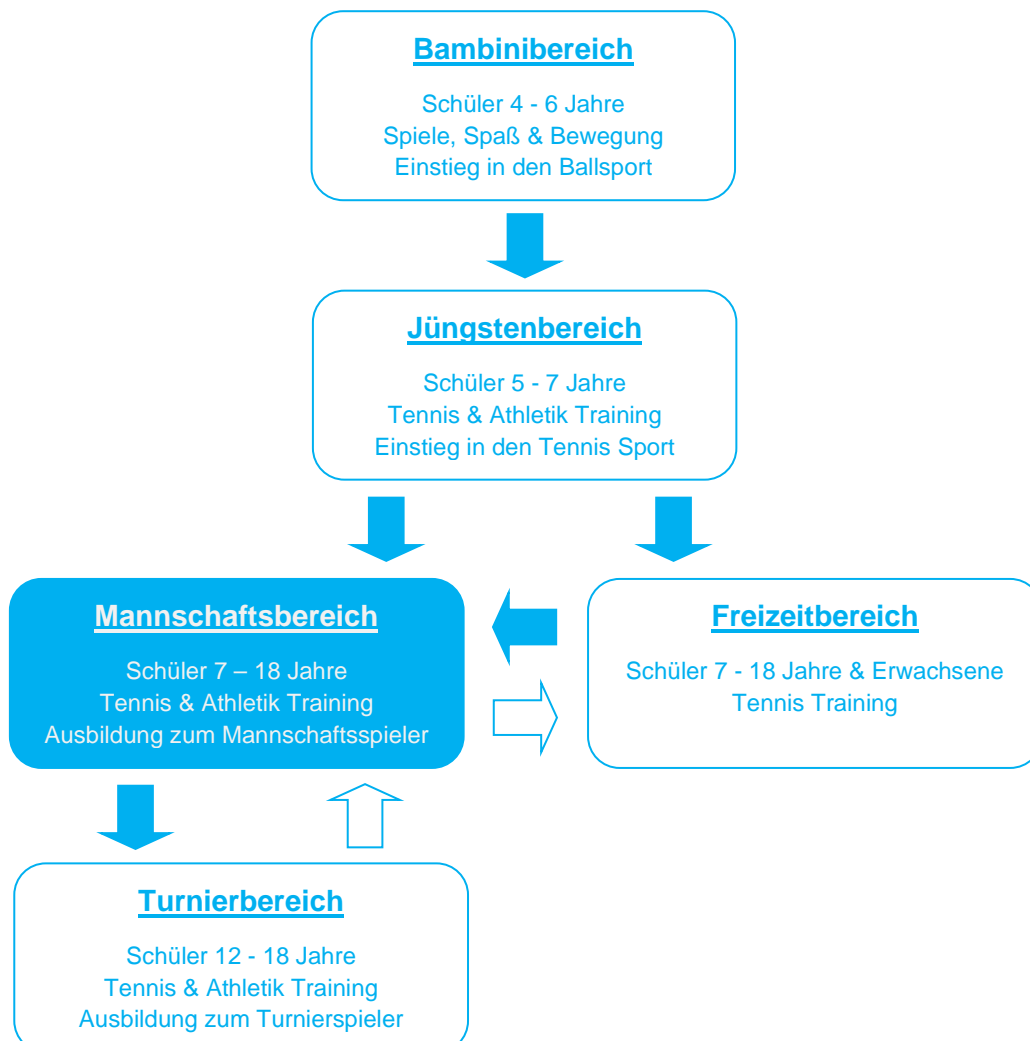 Bambinibereich
Schüler 4 - 6 Jahre
Spiele, Spaß & Bewegung
Einstieg in den Ballsport
Jüngstenbereich
Schüler 5 - 7 Jahre
Tennis & Athletik Training
Einstieg in den Tennis Sport
Mannschaftsbereich
Schüler 7 – 18 Jahre
Tennis & Athletik Training
Ausbildung zum Mannschaftsspieler
Freizeitbereich
Schüler 7 - 18 Jahre & Erwachsene
Tennis Training
Turnierbereich
Schüler 12 - 18 Jahre
Tennis & Athletik Training
Ausbildung zum Turnierspieler